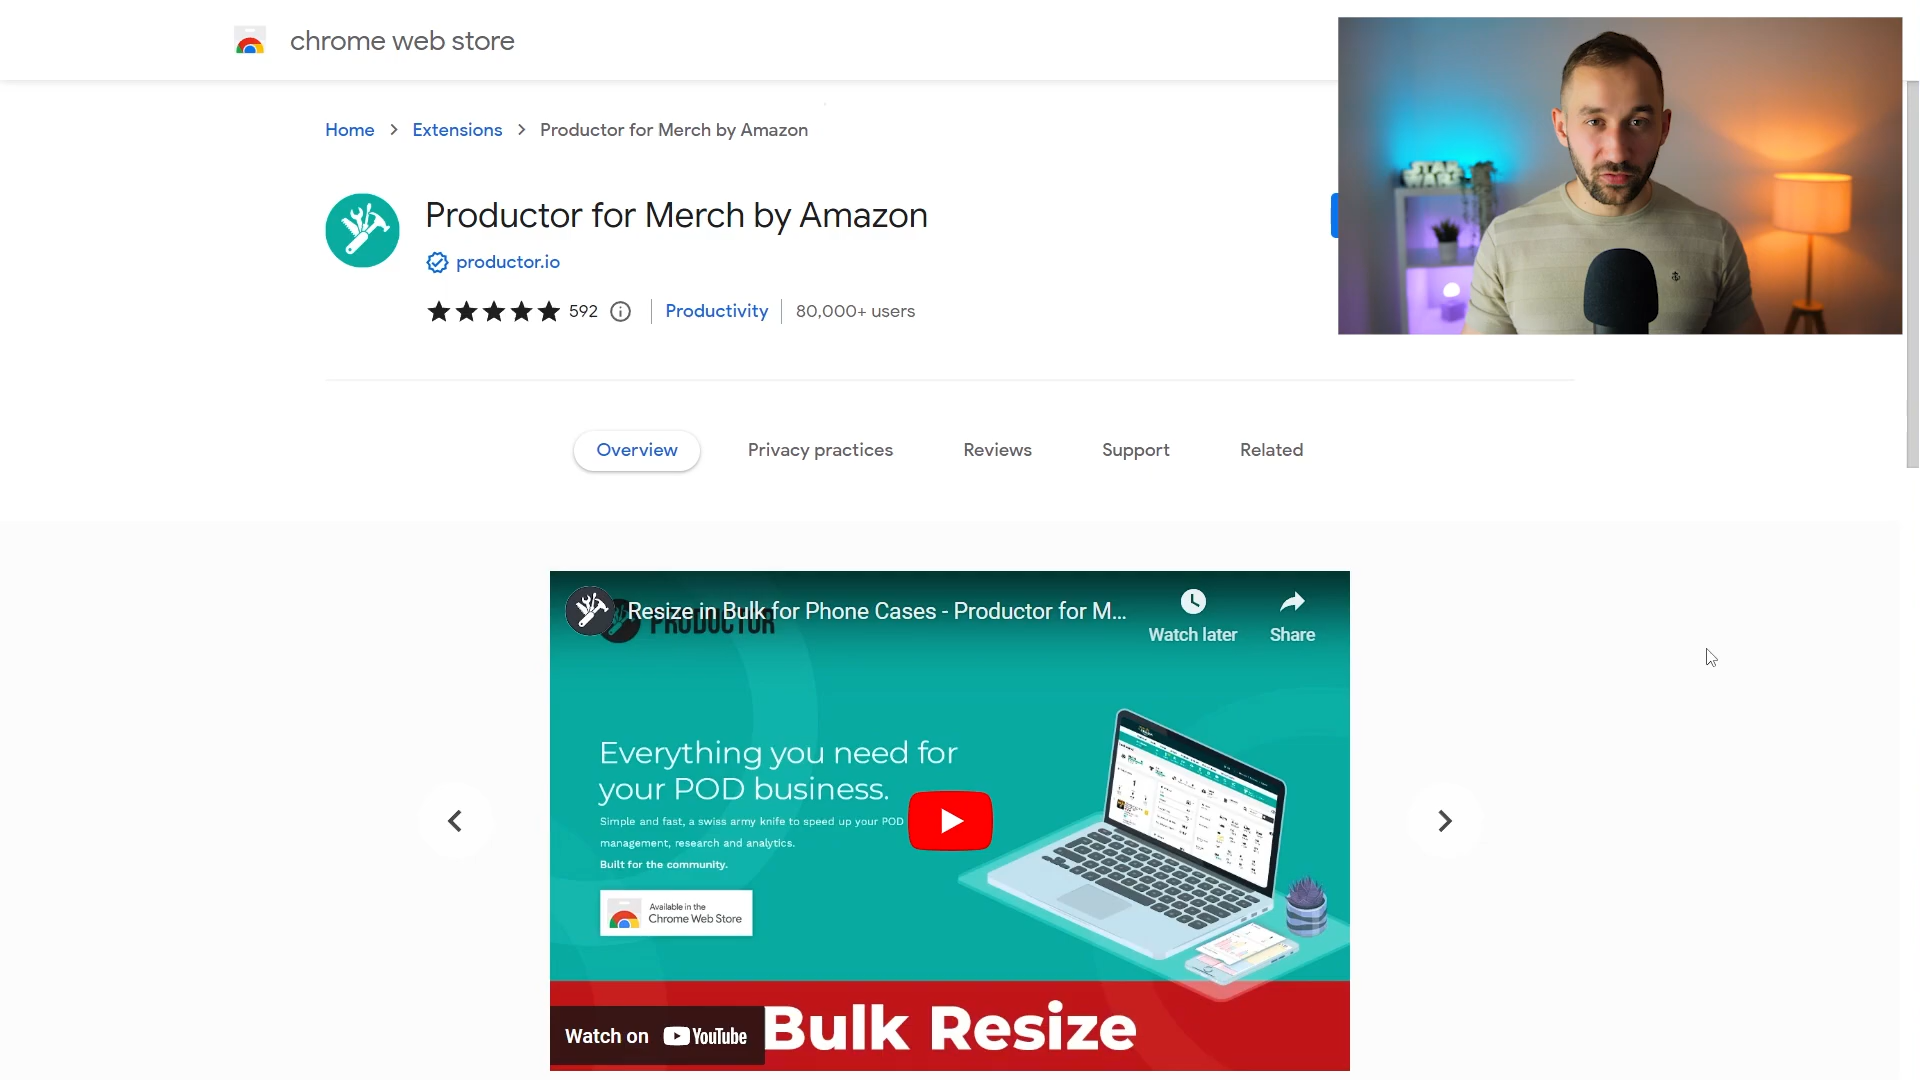 chrome web store
Home > Extensions > Productor for Merch by Amazon
Productor for Merch by Amazon
productor.io
592
Productivity
80,000+ users
Overview
Privacy practices
Reviews
Support
Related
Resize in Bulk for Phone Cases - Productor for M...
PRODUCTOR
Watch later
Share
Everything you need for
your POD business.
Simple and fast, a swiss army knife to speed up your POD
management, research and analytics.
Built for the community.
Available in the
Chrome Web Store
Watch on YouTube
Bulk Resize